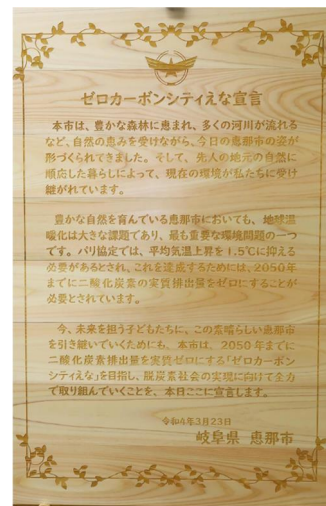 ゼロカーボンシティえな宣言
本市は、豊かな森林に恵まれ、多くの河川が流れる
など、自然の恵みを受けながら、今日の恵那市の姿が
形づくられてきました。そして、先人の地元の自然に
順応した暮らしによって、現在の環境が私たちに受け
継がれています。
豊かな自然を育んでいる恵那市においても、地球温
暖化は大きな課題であり、最も重要な環境問題の一つ
です。パリ協定では、平均気温上昇を1.5℃に抑える
必要があるとされ、これを達成するためには、2050年
までに二酸化炭素の実質排出量をゼロにすることが
必要とされています。
今、未来を担う子どもたちに、この素晴らしい恵那市
を引き継いでいくためにも、本市は、2050年までに
二酸化炭素排出量を実質ゼロにする「ゼロカーボン
シティえな」を目指し、脱炭素社会の実現に向けて全力
で取り組んでいくことを、本日ここに宣言します。
令和4年3月23日
岐阜県 恵那市